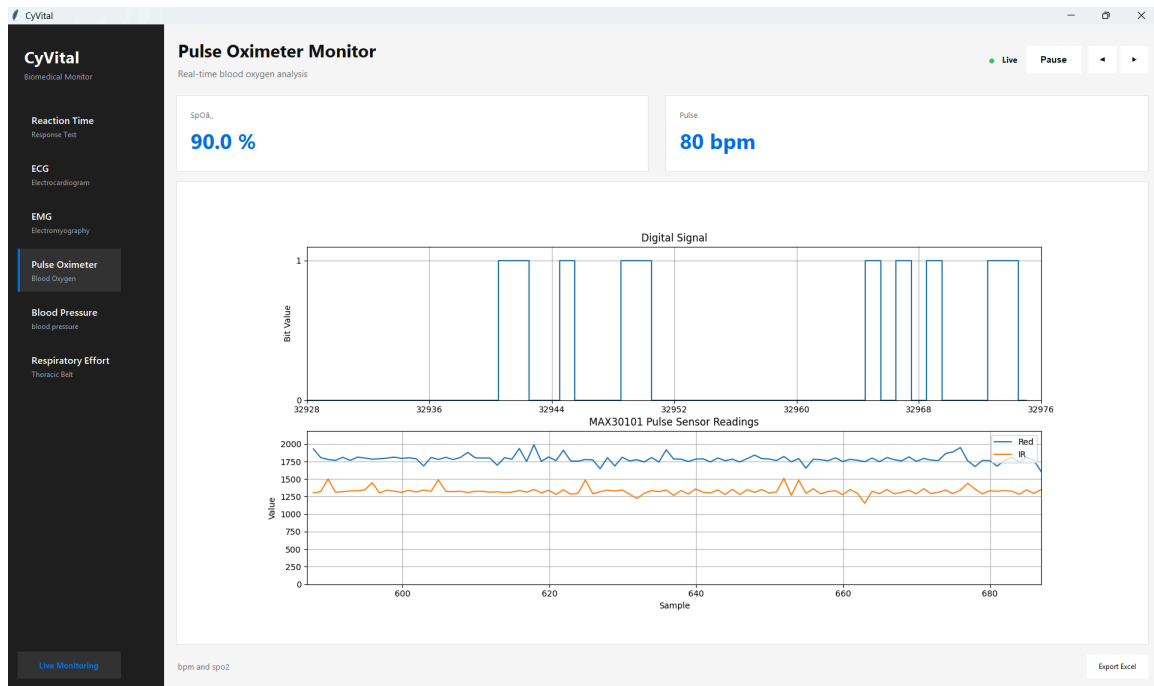 CyVital
CyVital
Biomedical Monitor
Reaction Time
Response Test
ECG
Electrocardiogram
EMG
Electromyography
Pulse Oximeter
Blood Oxygen
Blood Pressure
blood pressure
Respiratory Effort
Thoracic Belt
Live Monitoring
Pulse Oximeter Monitor
Real-time blood oxygen analysis
● Live
Pause
◄
►
SpOâ‚‚
90.0 %
Pulse
80 bpm
Digital Signal
Bit Value
1
0
32928 32936 32944 32952 32960 32968 32976
MAX30101 Pulse Sensor Readings
Red
IR
Value
2000
1750
1500
1250
1000
750
500
250
0
600 620 640 660 680
Sample
bpm and spo2
Export Excel